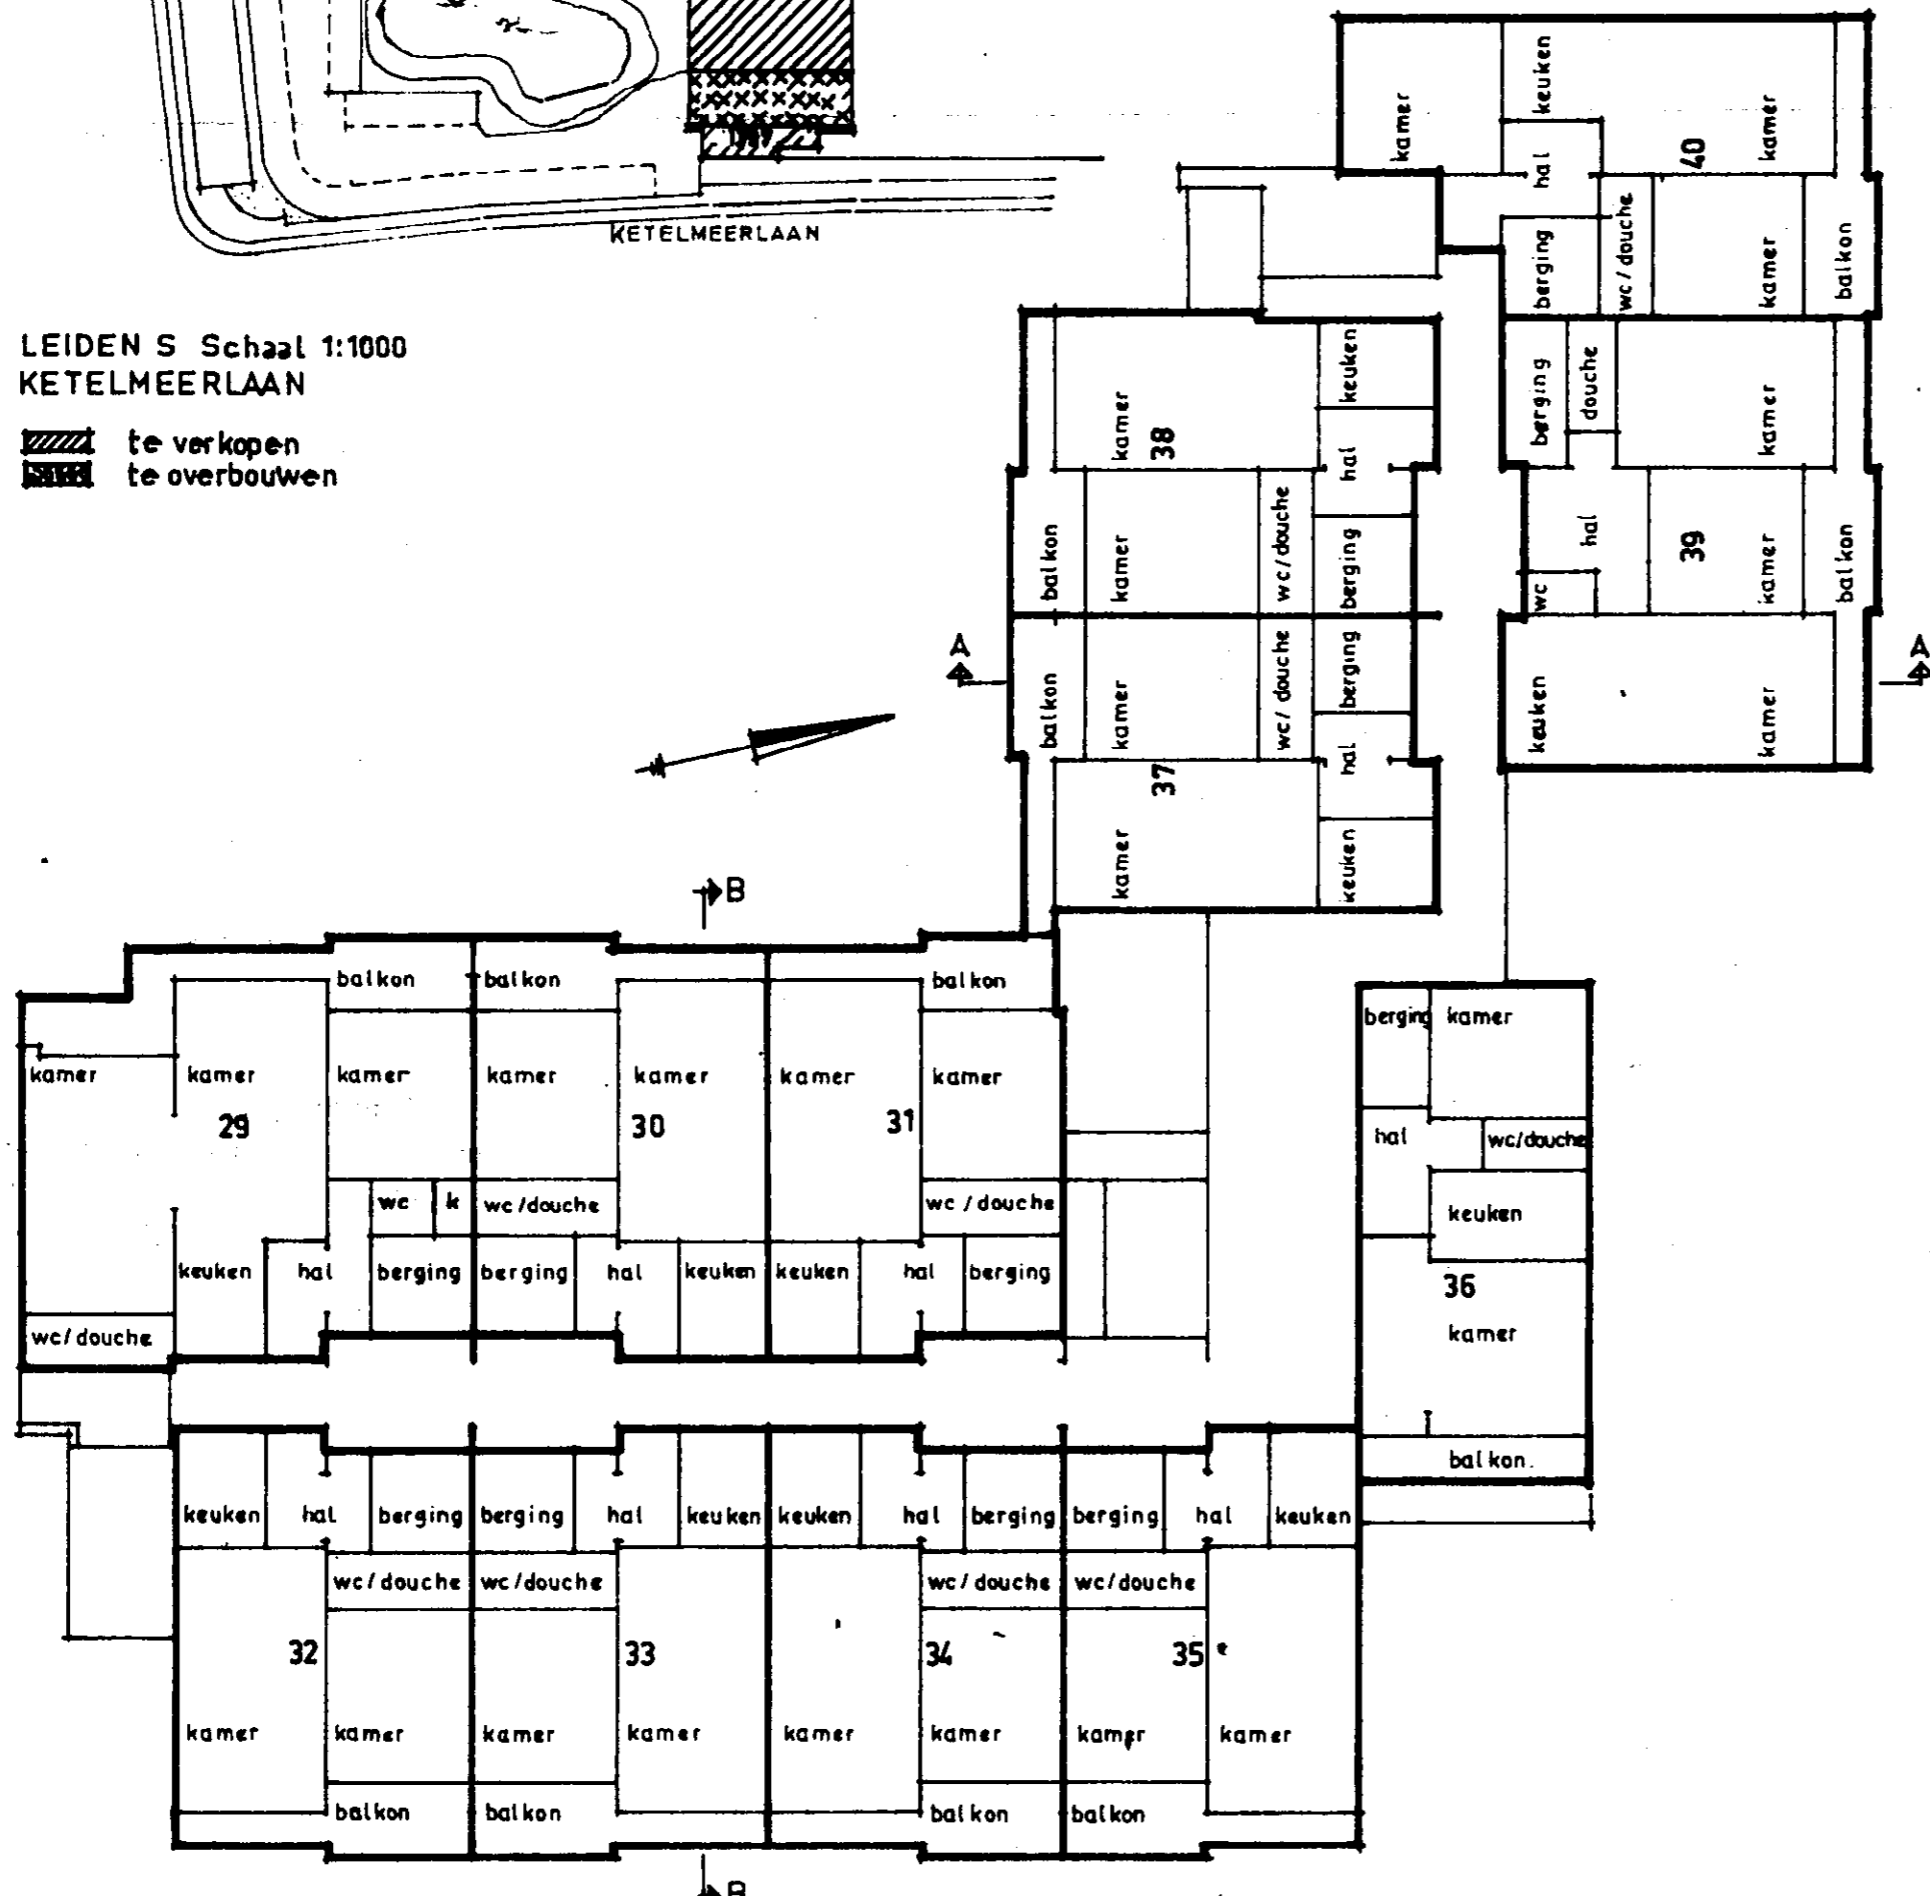 KETELMEERLAAN
LEIDEN S Schaal 1:1000
KETELMEERLAAN
te verkopen
te overbouwen
kamer
keuken
hal
kamer
40
berging
wc/douche
kamer
balkon
kamer
38
keuken
hal
balkon
kamer
wc/douche
berging
berging
douche
kamer
hal
39
wc
kamer
balkon
keuken
kamer
A
A
balkon
kamer
wc/douche
berging
hal
37
kamer
keuken
B
balkon
balkon
balkon
kamer
kamer
kamer
kamer
kamer
kamer
kamer
29
30
31
wc
k
wc/douche
wc/douche
keuken
hal
berging
berging
hal
keuken
keuken
hal
berging
wc/douche
berging
kamer
hal
wc/douche
keuken
36
kamer
balkon.
keuken
hal
berging
berging
hal
keuken
keuken
hal
berging
berging
hal
keuken
wc/douche
wc/douche
wc/douche
wc/douche
32
33
34
35
kamer
kamer
kamer
kamer
kamer
kamer
kamer
kamer
balkon
balkon
balkon
balkon
B